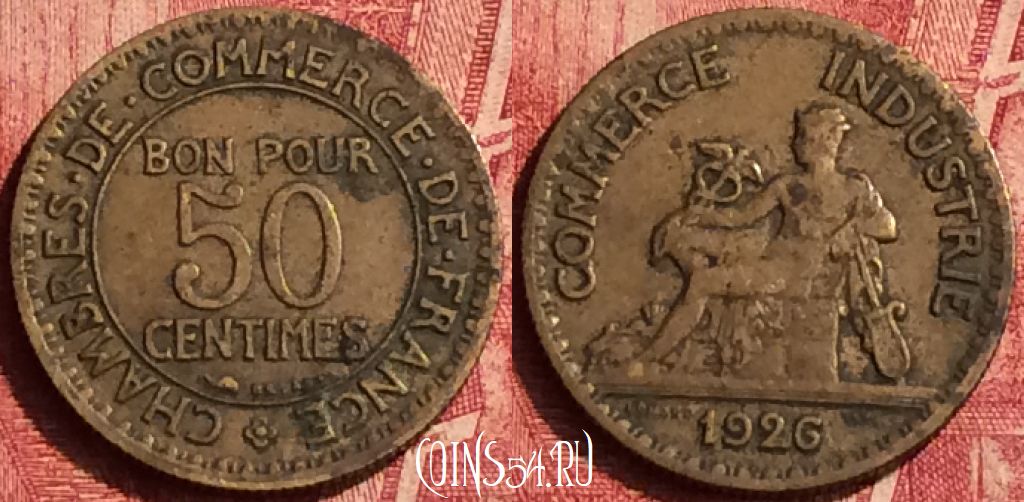 CHAMBRES · DE · COMMERCE · DE · FRANCE
BON POUR
50
CENTIMES
COMMERCE INDUSTRIE
1926
COINS54.RU